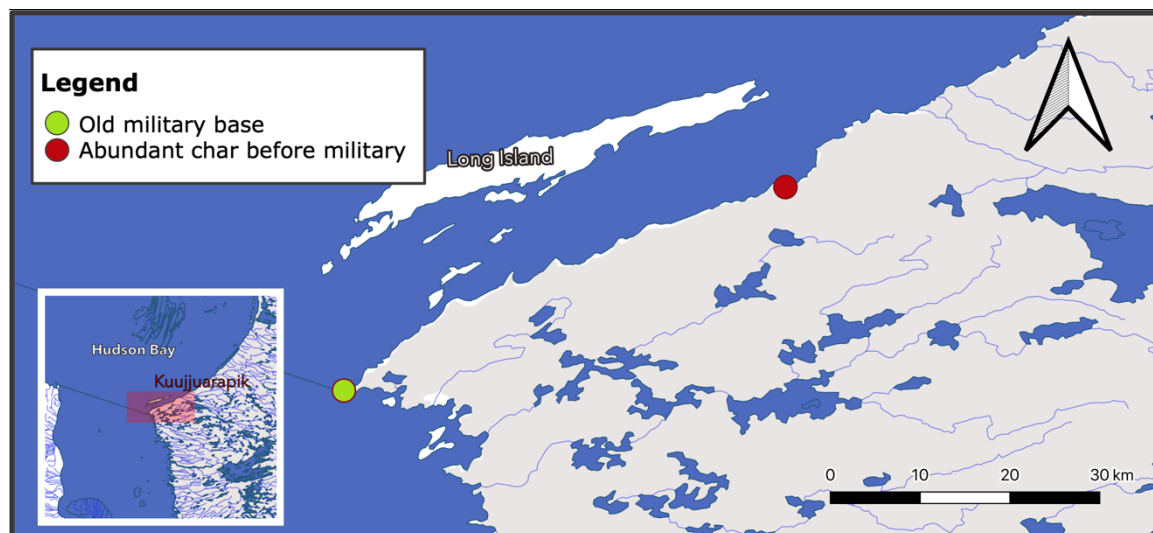 Legend
Old military base
Abundant char before military
Long Island
Hudson Bay
Kuujjuarapik
0 10 20 30 km